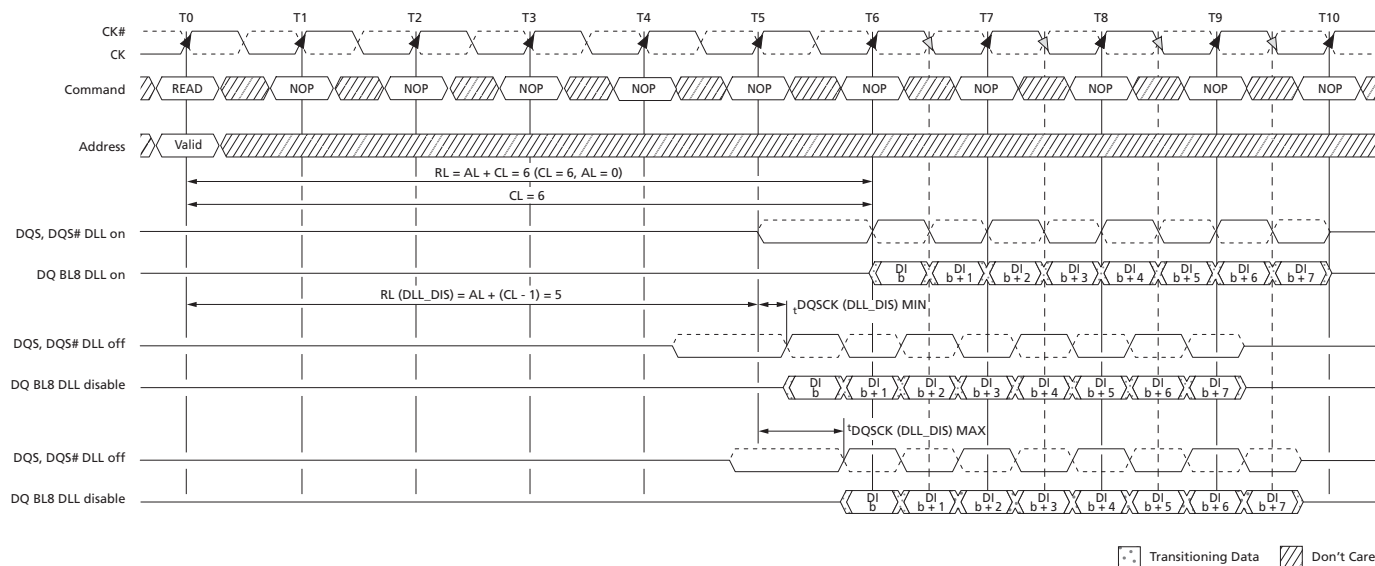 T0 T1 T2 T3 T4 T5 T6 T7 T8 T9 T10
CK#
CK
Command READ NOP NOP NOP NOP NOP NOP NOP NOP NOP NOP
Address Valid
RL = AL + CL = 6 (CL = 6, AL = 0)
CL = 6
DQS, DQS# DLL on
DQ BL8 DLL on DI b DI b + 1 DI b + 2 DI b + 3 DI b + 4 DI b + 5 DI b + 6 DI b + 7
RL (DLL_DIS) = AL + (CL - 1) = 5 tDQSCK (DLL_DIS) MIN
DQS, DQS# DLL off
DQ BL8 DLL disable DI b DI b + 1 DI b + 2 DI b + 3 DI b + 4 DI b + 5 DI b + 6 DI b + 7
tDQSCK (DLL_DIS) MAX
DQS, DQS# DLL off
DQ BL8 DLL disable DI b DI b + 1 DI b + 2 DI b + 3 DI b + 4 DI b + 5 DI b + 6 DI b + 7
Transitioning Data Don't Care